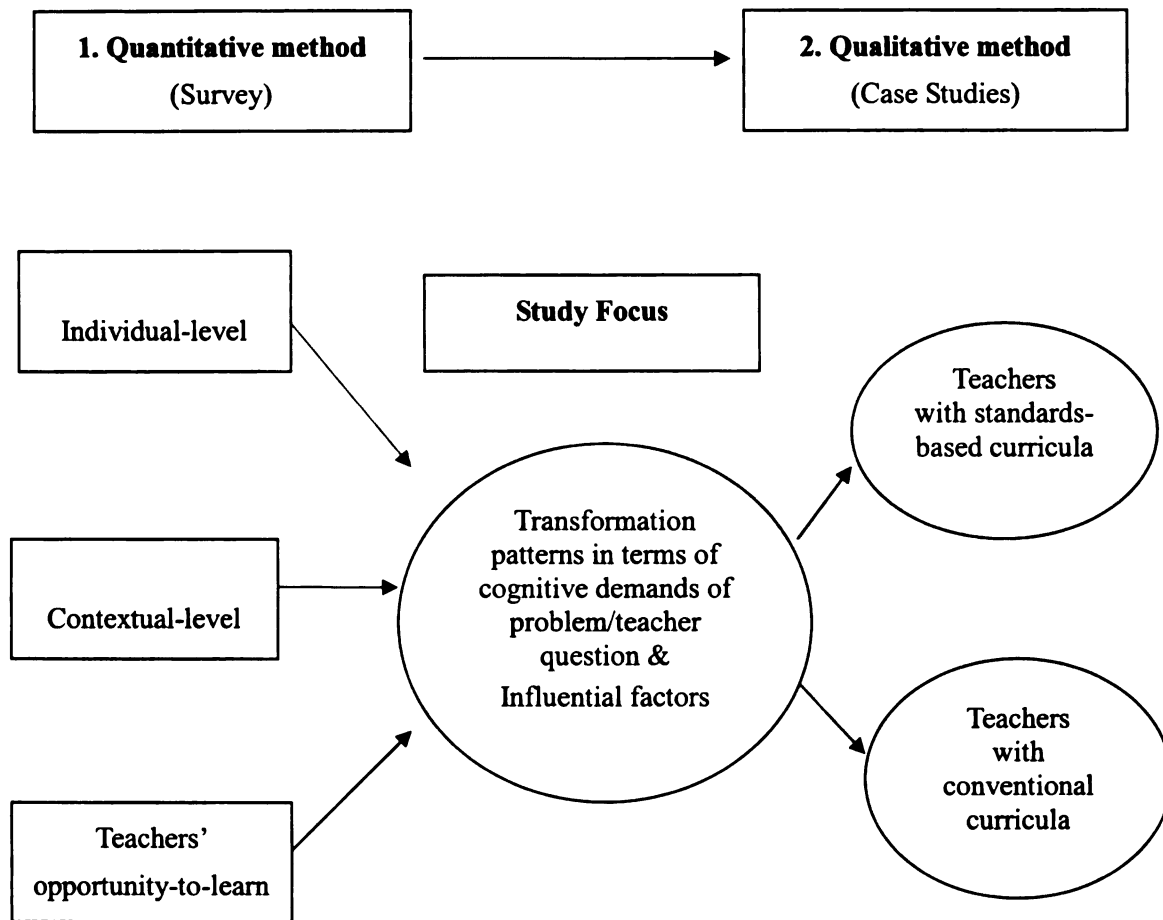 1. Quantitative method
(Survey)
2. Qualitative method
(Case Studies)
Individual-level
Study Focus
Teachers
with standards-
based curricula
Transformation
patterns in terms of
cognitive demands of
problem/teacher
question &
Influential factors
Contextual-level
Teachers
with
conventional
curricula
Teachers’
opportunity-to-learn